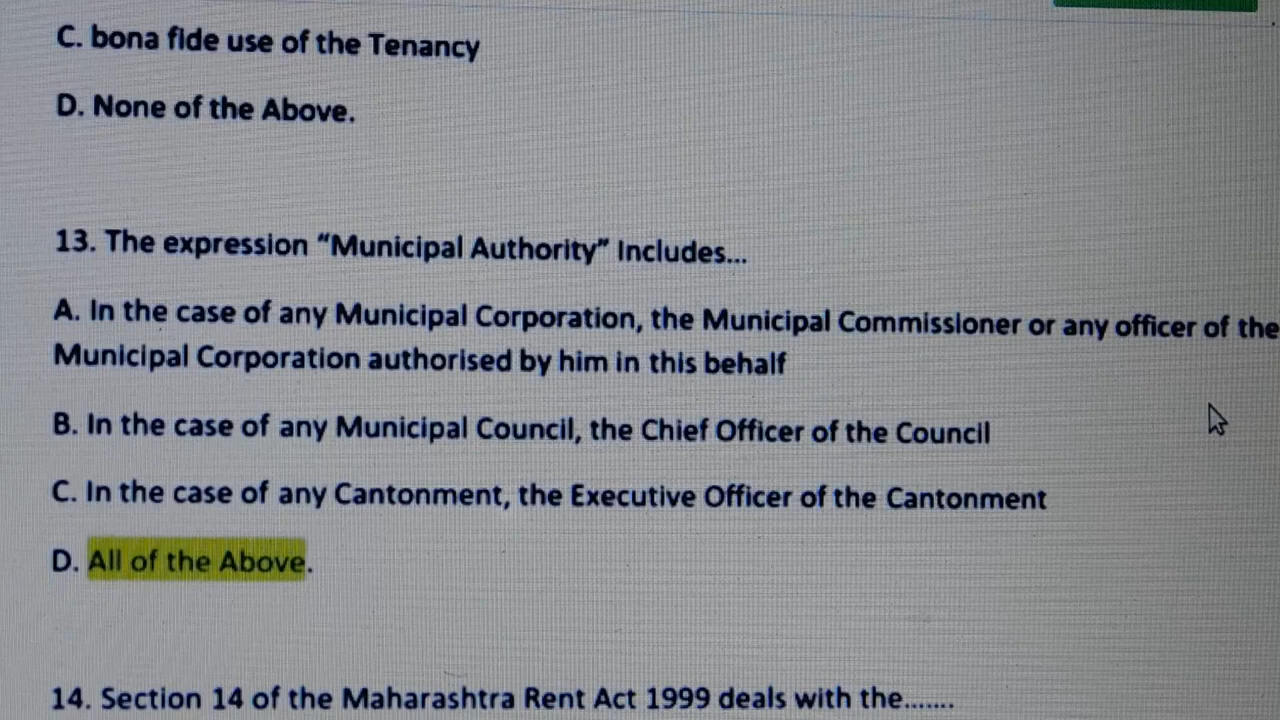 C. bona fide use of the Tenancy
D. None of the Above.
13. The expression “Municipal Authority” Includes...
A. In the case of any Municipal Corporation, the Municipal Commissioner or any officer of the
Municipal Corporation authorised by him in this behalf
B. In the case of any Municipal Council, the Chief Officer of the Council
C. In the case of any Cantonment, the Executive Officer of the Cantonment
D. All of the Above.
14. Section 14 of the Maharashtra Rent Act 1999 deals with the.......